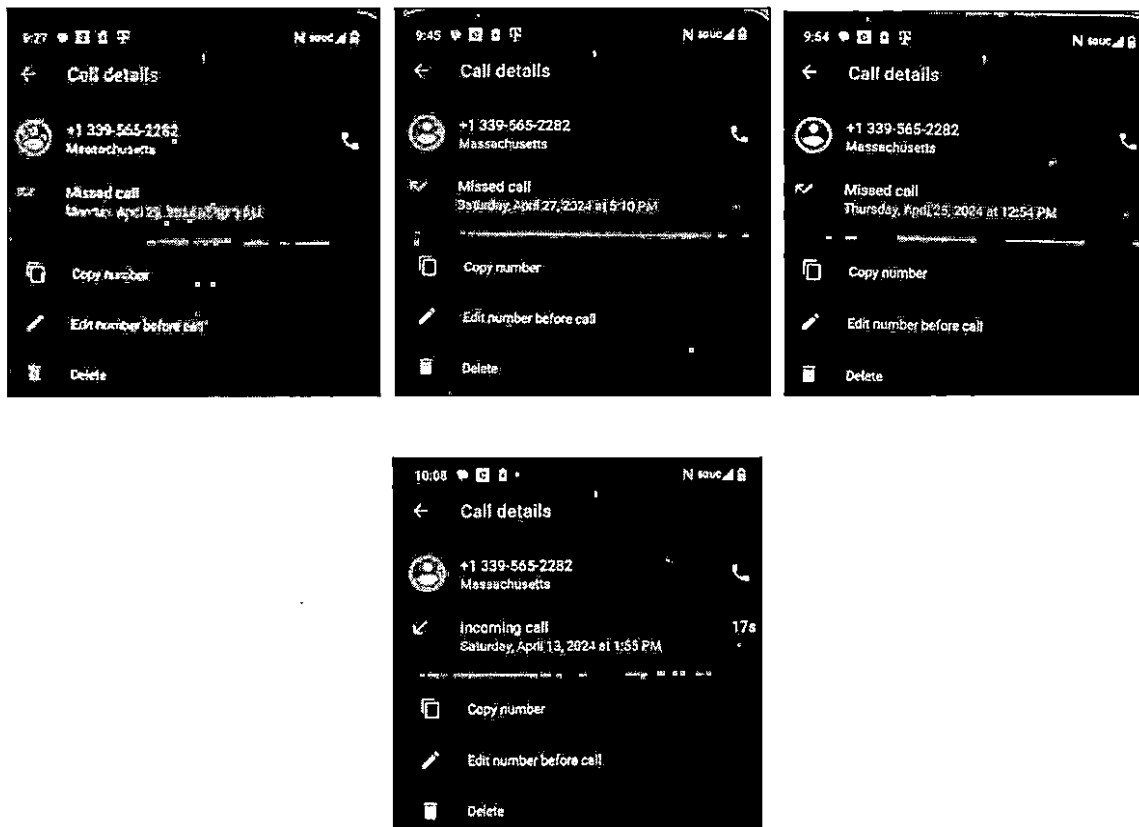 9:27
Call details
+1 339-565-2282
Massachusetts
Missed call
Copy number
Edit number before call
Delete
9:45
Call details
+1 339-565-2282
Massachusetts
Missed call
Saturday, April 27, 2024 at 5:10 PM
Copy number
Edit number before call
Delete
9:54
Call details
+1 339-565-2282
Massachusetts
Missed call
Thursday, April 25, 2024 at 12:54 PM
Copy number
Edit number before call
Delete
10:08
Call details
+1 339-565-2282
Massachusetts
Incoming call 17s
Saturday, April 13, 2024 at 1:55 PM
Copy number
Edit number before call
Delete